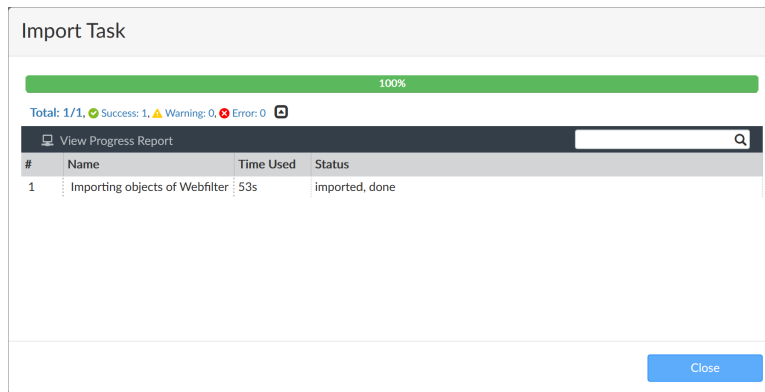 Import Task
100%
Total: 1/1, Success: 1, Warning: 0, Error: 0
View Progress Report
# Name Time Used Status
1 Importing objects of Webfilter 53s imported, done
Close